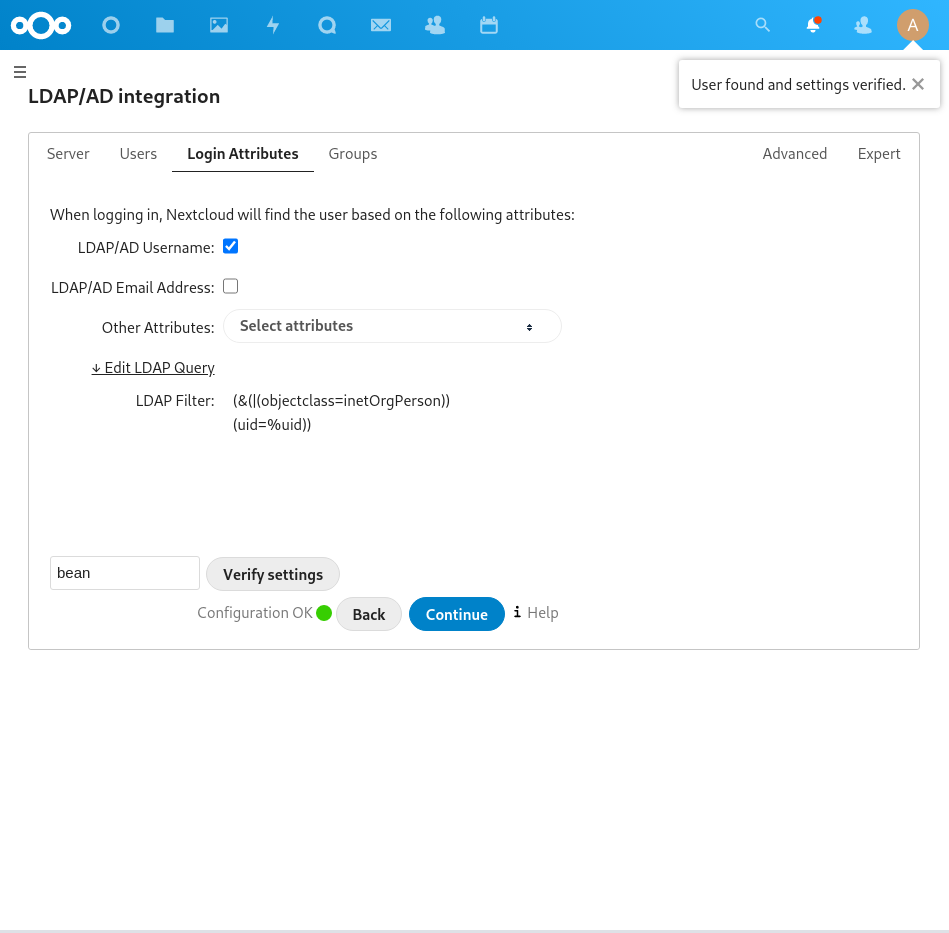 A
User found and settings verified.
LDAP/AD integration
Server Users Login Attributes Groups Advanced Expert
When logging in, Nextcloud will find the user based on the following attributes:
LDAP/AD Username:
LDAP/AD Email Address:
Other Attributes: Select attributes
↓ Edit LDAP Query
LDAP Filter: (&(|(objectclass=inetOrgPerson))
(uid=%uid))
bean Verify settings
Configuration OK Back Continue i Help